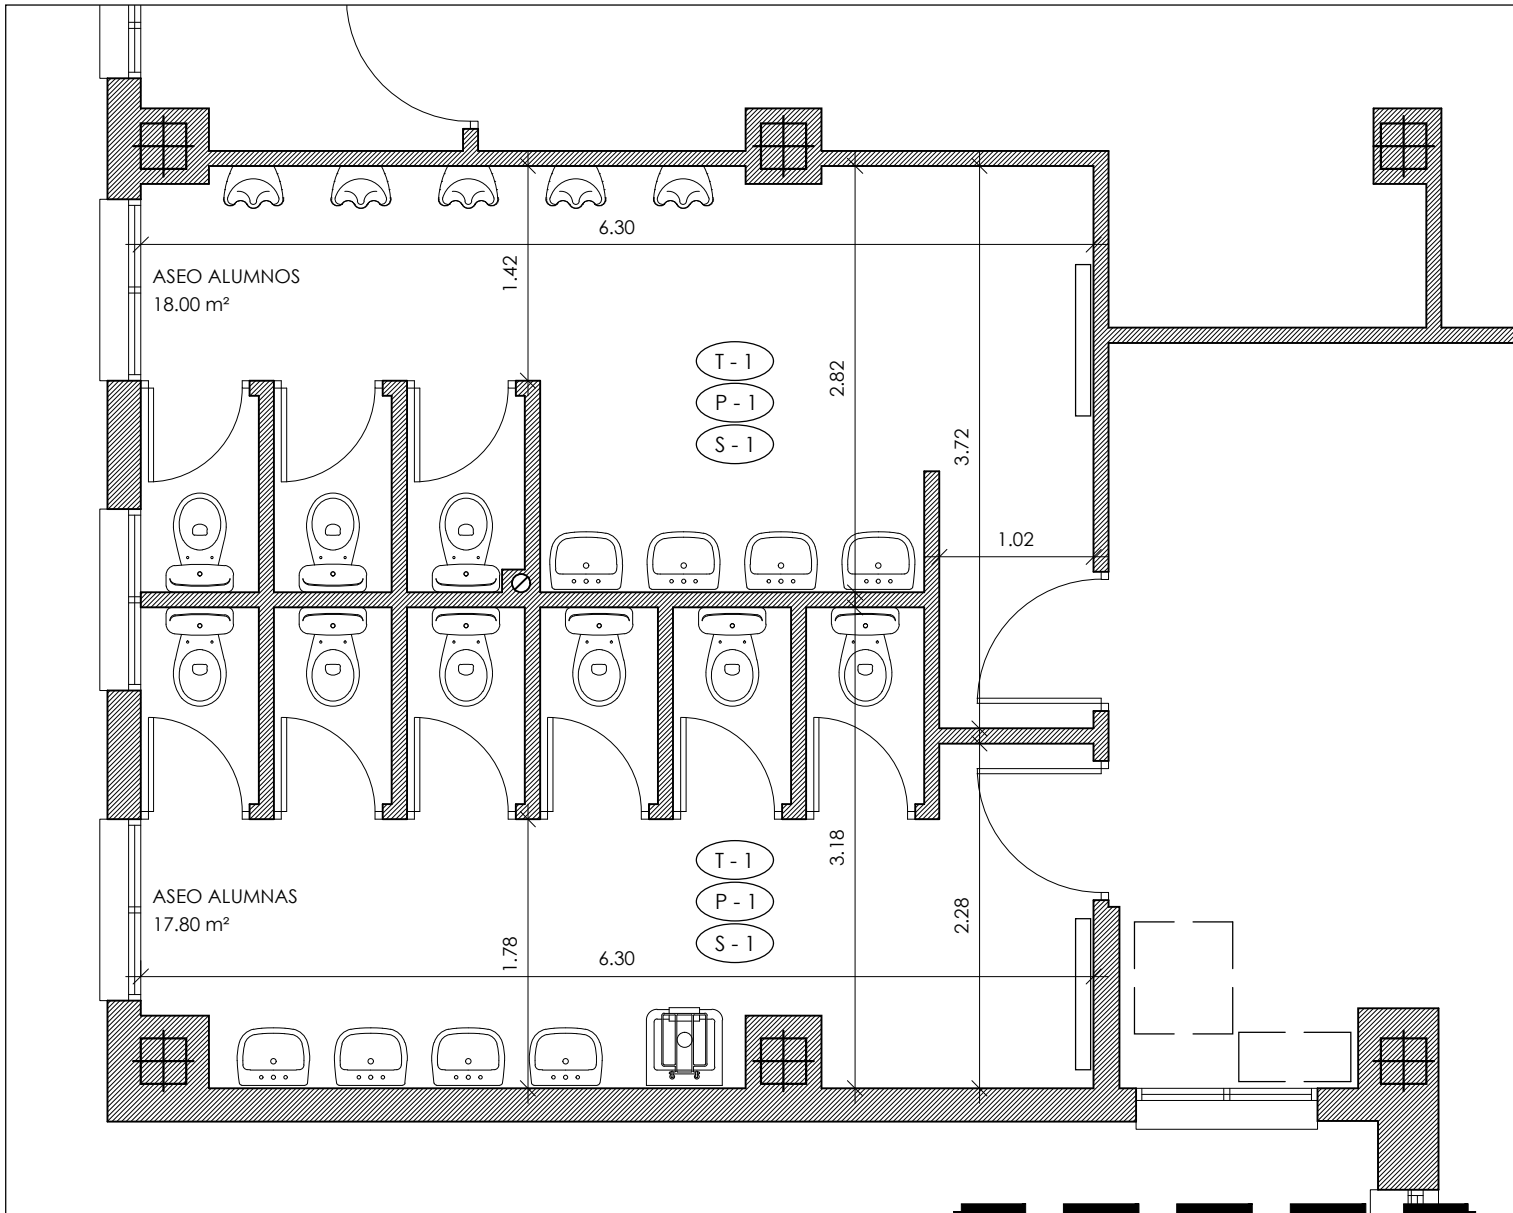 6.30
1.42
ASEO ALUMNOS
18.00 m²
T - 1
P - 1
S - 1
2.82
3.72
1.02
T - 1
P - 1
S - 1
3.18
2.28
ASEO ALUMNAS
17.80 m²
1.78
6.30